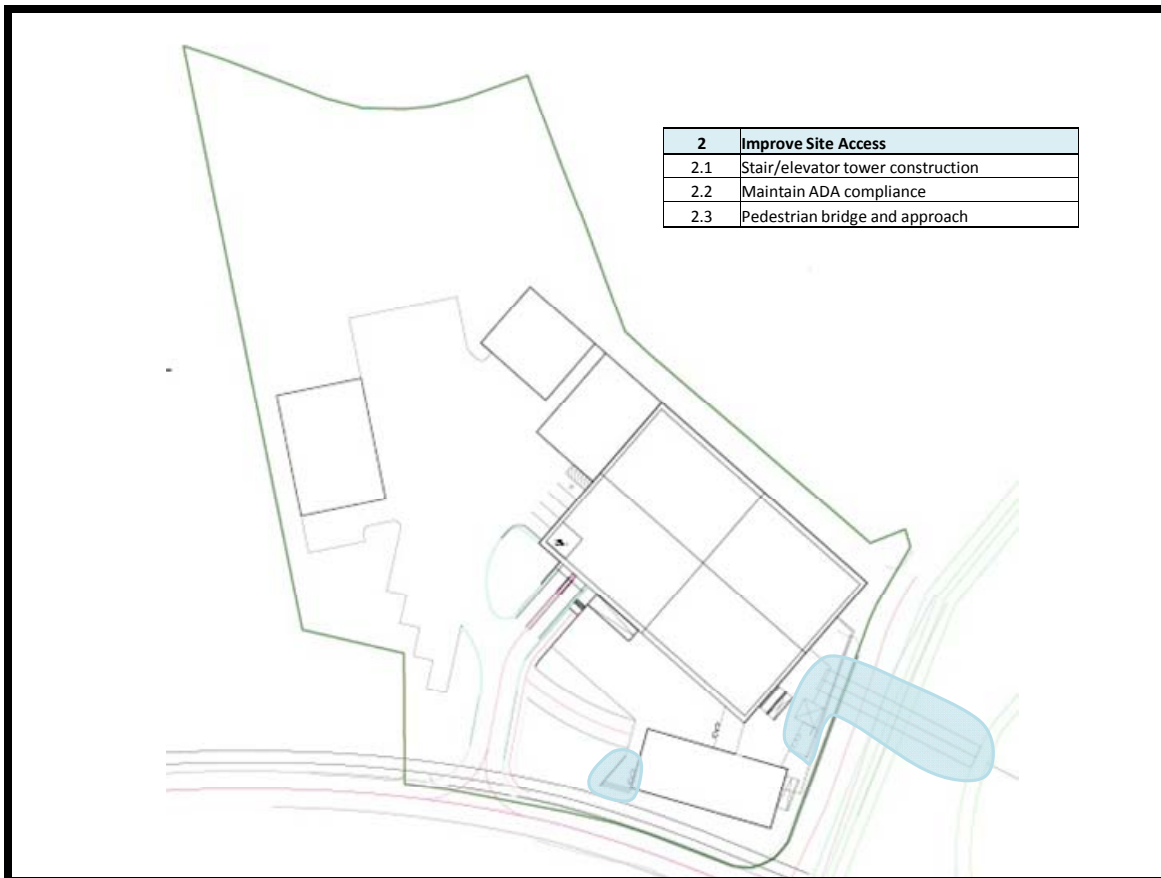 2 Improve Site Access
2.1 Stair/elevator tower construction
2.2 Maintain ADA compliance
2.3 Pedestrian bridge and approach